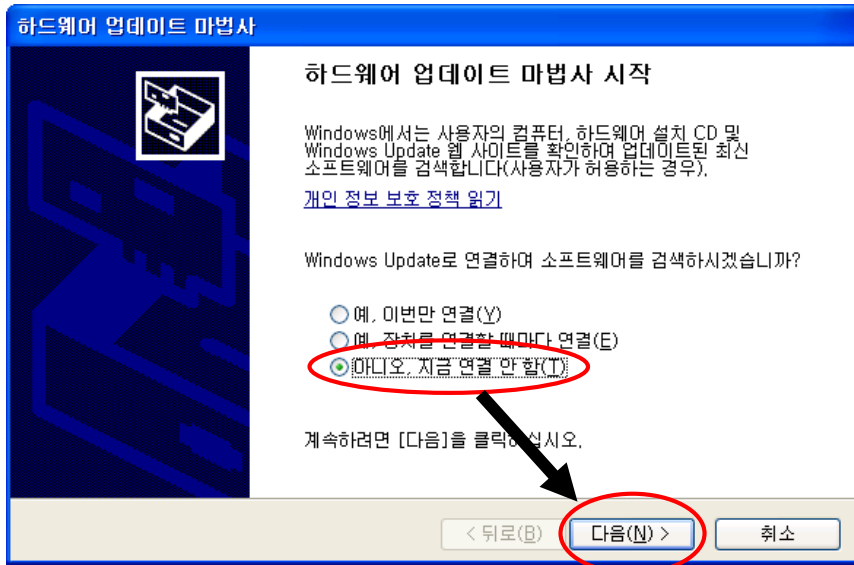 하드웨어 업데이트 마법사
하드웨어 업데이트 마법사 시작
Windows에서는 사용자의 컴퓨터, 하드웨어 설치 CD 및
Windows Update 웹 사이트를 확인하여 업데이트된 최신
소프트웨어를 검색합니다(사용자가 허용하는 경우).
개인 정보 보호 정책 읽기
Windows Update로 연결하여 소프트웨어를 검색하시겠습니까?
예, 이번만 연결(Y)
예, 장치를 연결할 때마다 연결(E)
아니오, 지금 연결 안 함(T)
계속하려면 [다음]을 클릭하십시오.
< 뒤로(B)
다음(N) >
취소